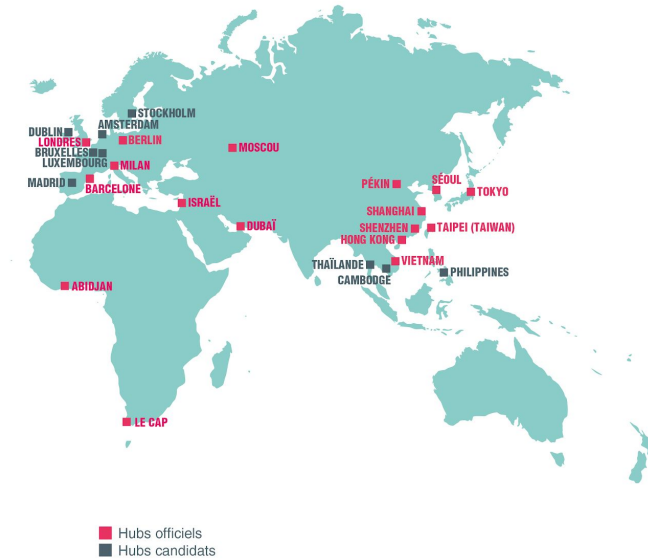 STOCKHOLM
AMSTERDAM
DUBLIN
LONDRES
BERLIN
BRUXELLES
LUXEMBOURG
MILAN
MOSCOU
MADRID
BARCELONE
ISRAËL
DUBAÏ
PÉKIN
SÉOUL
TOKYO
SHANGHAI
SHENZHEN
TAIPEI (TAIWAN)
HONG KONG
THAÏLANDE
VIETNAM
CAMBODGE
PHILIPPINES
ABIDJAN
LE CAP
Hubs officiels
Hubs candidats